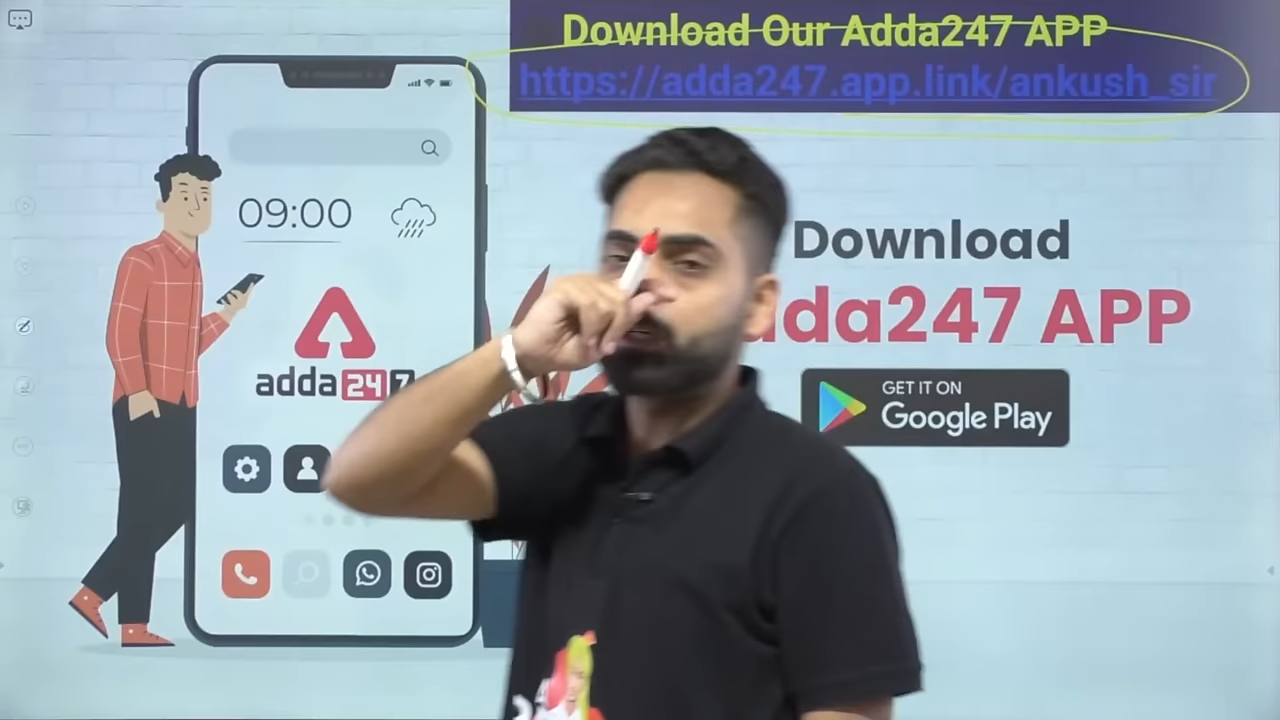 Download Our Adda247 APP
https://adda247.app.link/ankush_sir
09:00
adda247
Download
dda247 APP
GET IT ON
Google Play